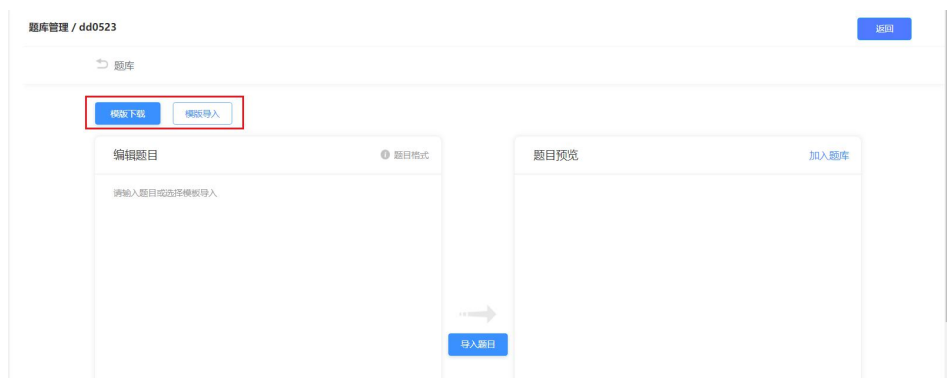 题库管理 / dd0523
返回
题库
模版下载
模版导入
编辑题目
题目格式
题目预览
加入题库
请输入题目或选择模板导入
导入题目